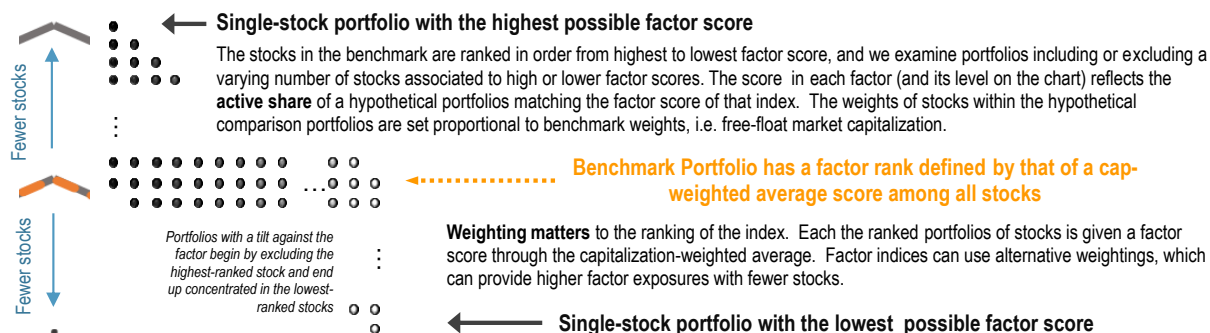 Single-stock portfolio with the highest possible factor score
The stocks in the benchmark are ranked in order from highest to lowest factor score, and we examine portfolios including or excluding a
varying number of stocks associated to high or lower factor scores. The score in each factor (and its level on the chart) reflects the
active share of a hypothetical portfolios matching the factor score of that index. The weights of stocks within the hypothetical
comparison portfolios are set proportional to benchmark weights, i.e. free-float market capitalization.
Fewer stocks
Benchmark Portfolio has a factor rank defined by that of a cap-
weighted average score among all stocks
Fewer stocks
Portfolios with a tilt against the
factor begin by excluding the
highest-ranked stock and end
up concentrated in the lowest-
ranked stocks
Weighting matters to the ranking of the index. Each the ranked portfolios of stocks is given a factor
score through the capitalization-weighted average. Factor indices can use alternative weightings, which
can provide higher factor exposures with fewer stocks.
Single-stock portfolio with the lowest possible factor score